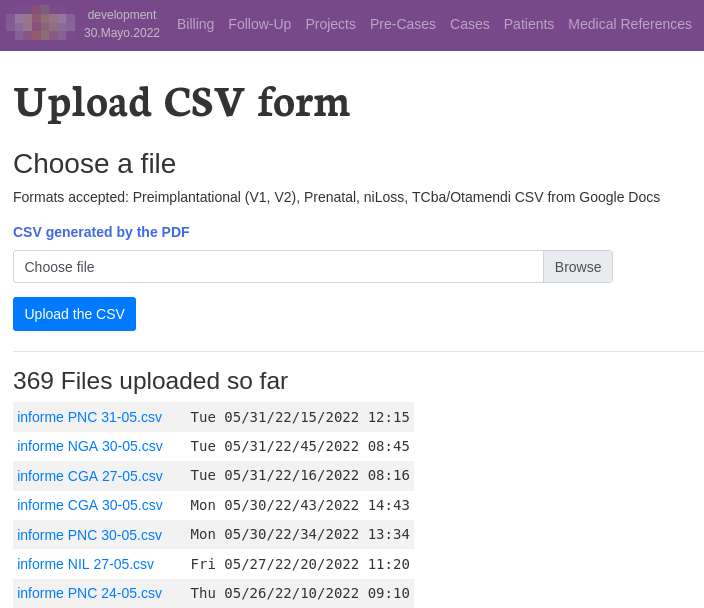 development
30.Mayo.2022
Billing Follow-Up Projects Pre-Cases Cases Patients Medical References
Upload CSV form
Choose a file
Formats accepted: Preimplantational (V1, V2), Prenatal, niLoss, TCba/Otamendi CSV from Google Docs
CSV generated by the PDF
Choose file Browse
Upload the CSV
369 Files uploaded so far
informe PNC 31-05.csv Tue 05/31/22/15/2022 12:15
informe NGA 30-05.csv Tue 05/31/22/45/2022 08:45
informe CGA 27-05.csv Tue 05/31/22/16/2022 08:16
informe CGA 30-05.csv Mon 05/30/22/43/2022 14:43
informe PNC 30-05.csv Mon 05/30/22/34/2022 13:34
informe NIL 27-05.csv Fri 05/27/22/20/2022 11:20
informe PNC 24-05.csv Thu 05/26/22/10/2022 09:10